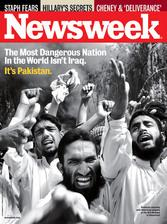 STAPH FEARS | HILLARY'S SECRETS | CHENEY & 'DELIVERANCE'
Newsweek
The Most Dangerous Nation
In the World Isn't Iraq.
It's Pakistan.